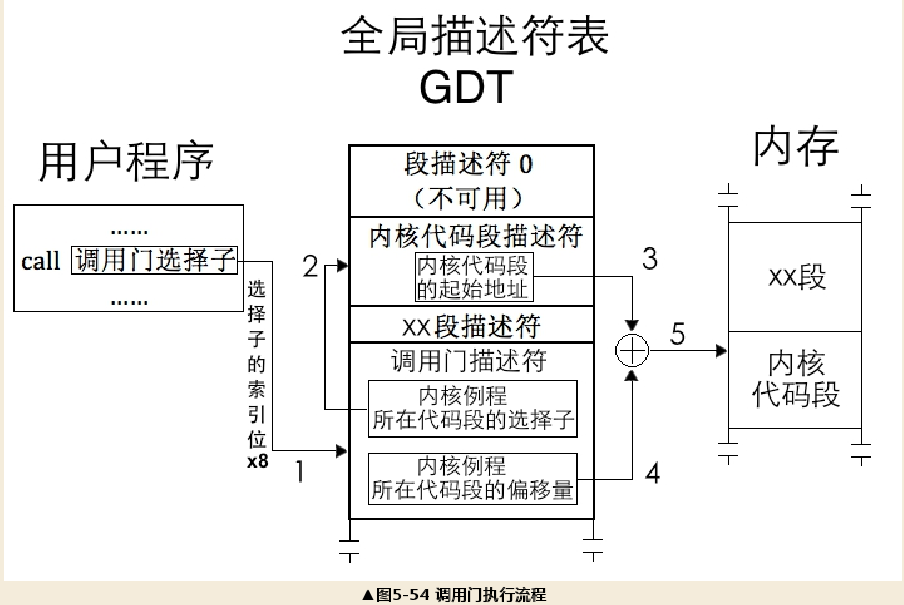 全局描述符表
GDT
用户程序
内存
......
call 调用门选择子
......
选择子的索引位x8
1
2
段描述符 0
（不可用）
内核代码段描述符
内核代码段
的起始地址
XX段描述符
调用门描述符
内核例程
所在代码段的选择子
内核例程
所在代码段的偏移量
3
4
5
XX段
内核
代码段
▲图5-54 调用门执行流程